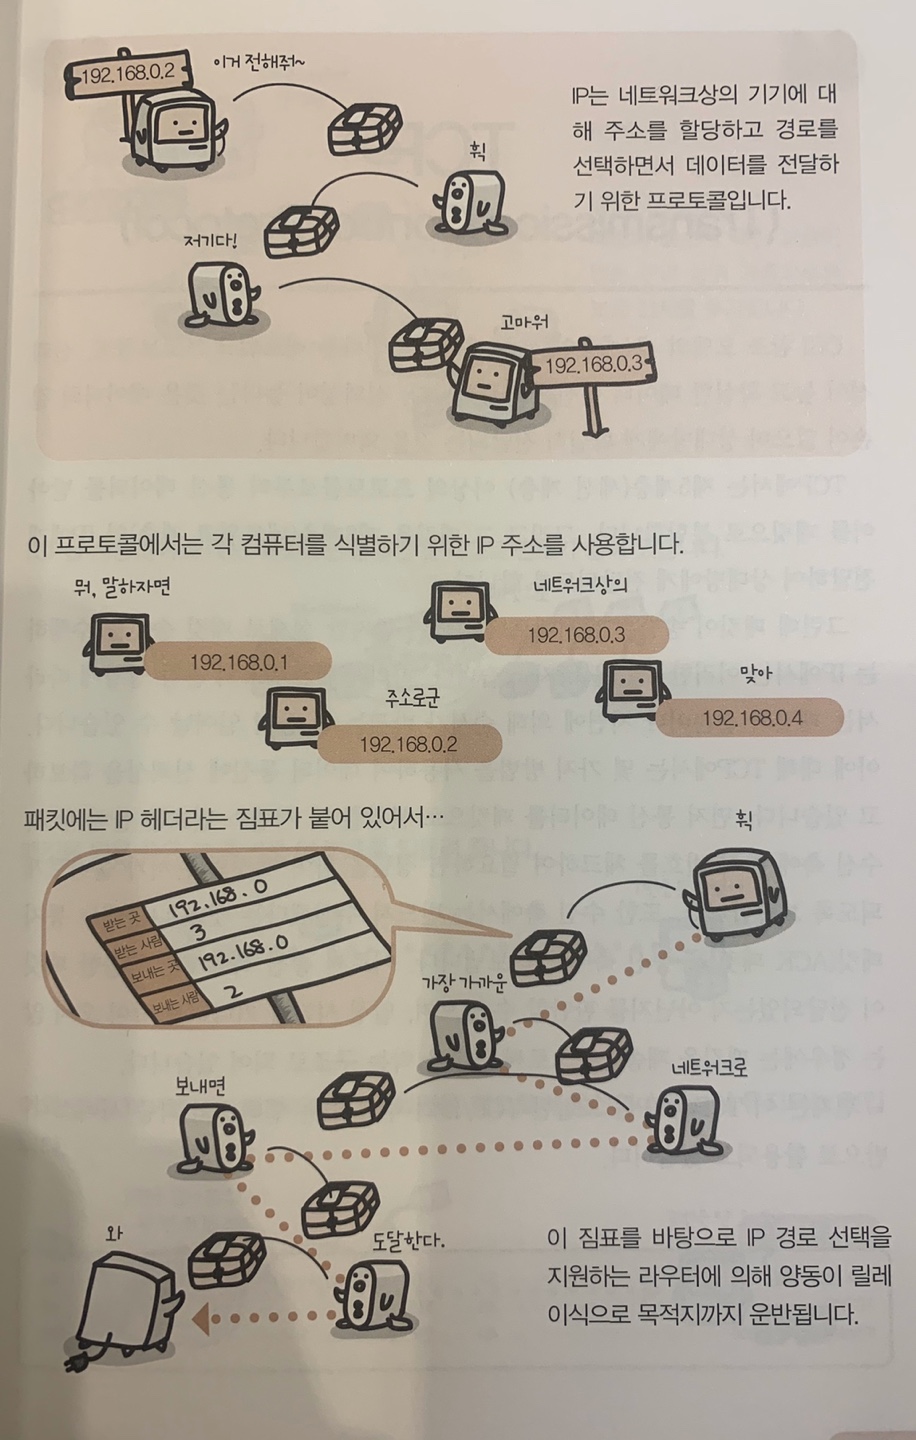 192.168.0.2
이거 전해줘~
IP는 네트워크상의 기기에 대
해 주소를 할당하고 경로를
선택하면서 데이터를 전달하
기 위한 프로토콜입니다.
휙
저기다!
고마워
192.168.0.3
이 프로토콜에서는 각 컴퓨터를 식별하기 위한 IP 주소를 사용합니다.
뭐, 말하자면
192.168.0.1
네트워크상의
192.168.0.3
주소로군
192.168.0.2
맞아
192.168.0.4
패킷에는 IP 헤더라는 짐표가 붙어 있어서…
휙
받는 곳 192.168.0
받는 사람 3
보내는 곳 192.168.0
보내는 사람 2
가장 가까운
네트워크로
보내면
도달한다.
와
이 짐표를 바탕으로 IP 경로 선택을
지원하는 라우터에 의해 양동이 릴레
이식으로 목적지까지 운반됩니다.